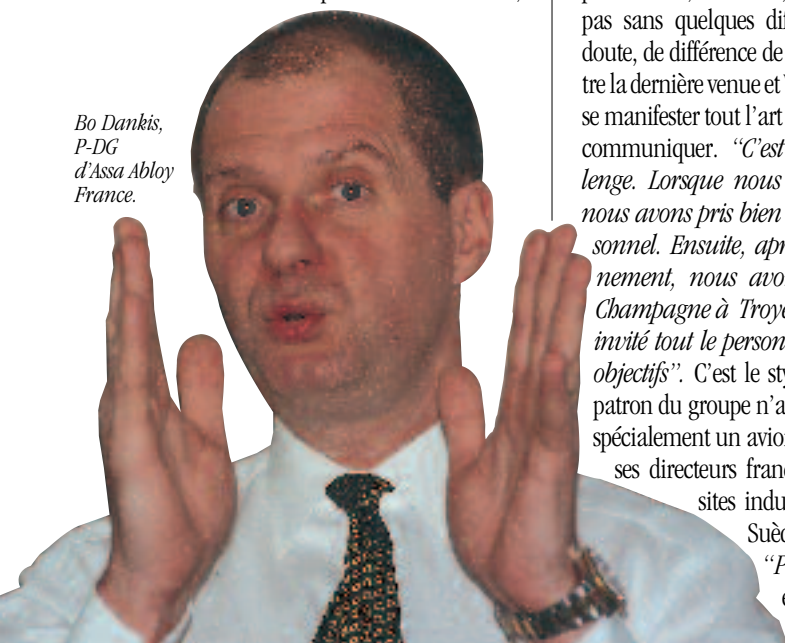 Bo Dankis,
P-DG
d'Assa Abloy
France.
pas sans quelques dif
doute, de différence de
tre la dernière venue et
se manifester tout l'art
communiquer. “C'est
lenge. Lorsque nous
nous avons pris bien
sonnel. Ensuite, apr
nement, nous avo
Champagne à Troye
invité tout le person
objectifs”. C'est le sty
patron du groupe n'a
spécialement un avion
ses directeurs fran
sites indu
Suèd
“P